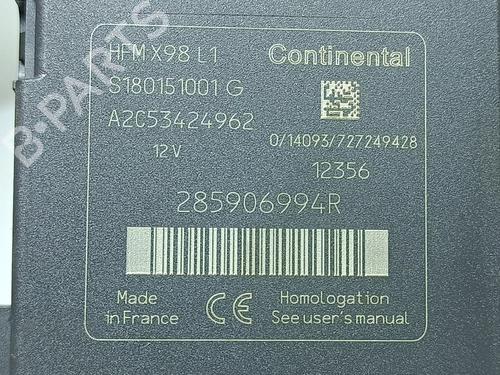 HFM X98 L1
Continental
S180151001 G
A2C53424962
12V
0/14093/727249428
12356
285906994R
Made
in France
CE
Homologation
See user's manual
B-PARTS